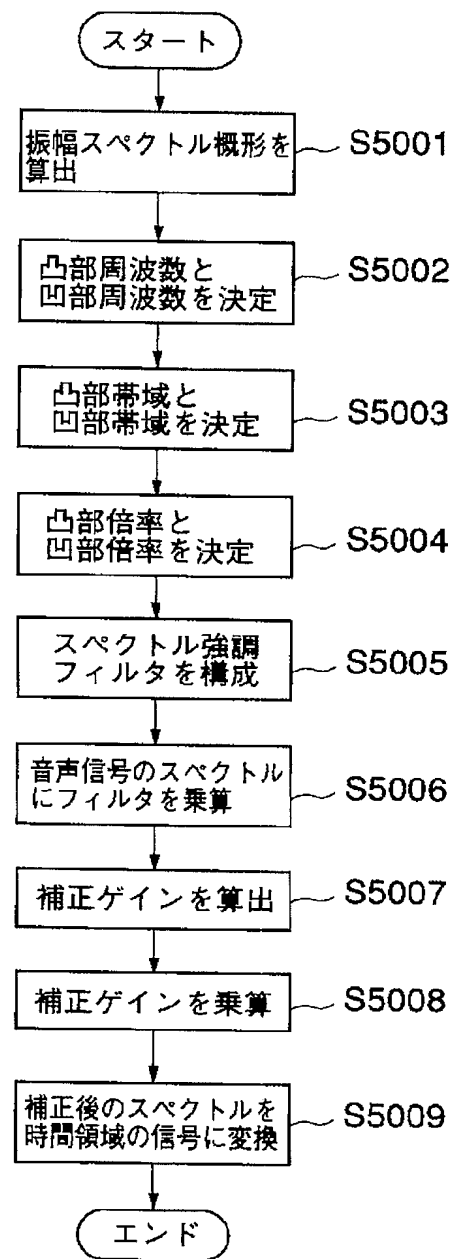 スタート
振幅スペクトル概形を
算出
S5001
凸部周波数と
凹部周波数を決定
S5002
凸部帯域と
凹部帯域を決定
S5003
凸部倍率と
凹部倍率を決定
S5004
スペクトル強調
フィルタを構成
S5005
音声信号のスペクトル
にフィルタを乗算
S5006
補正ゲインを算出
S5007
補正ゲインを乗算
S5008
補正後のスペクトルを
時間領域の信号に変換
S5009
エンド